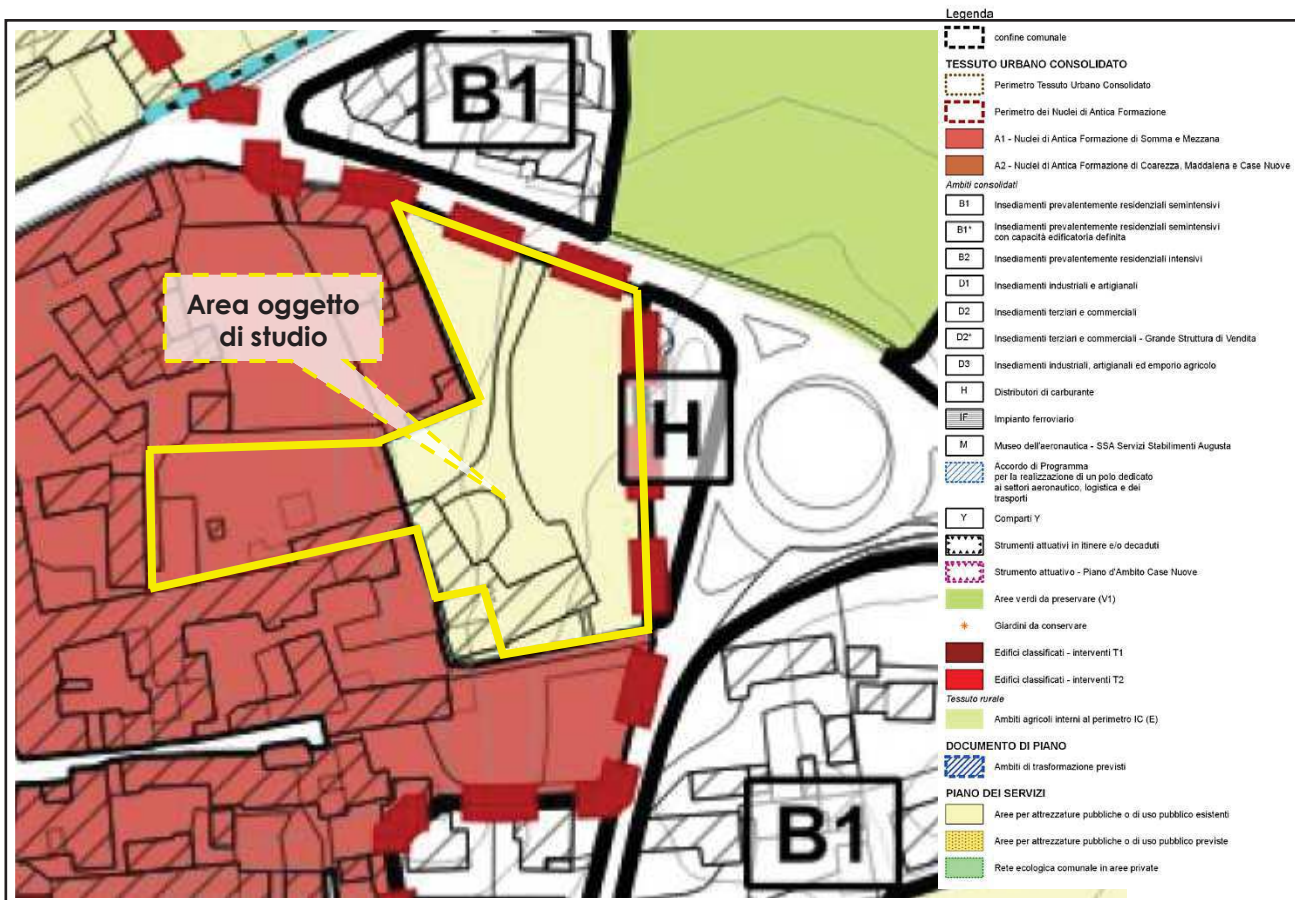 B1
Area oggetto
di studio
H
B1
Legenda
confine comunale
TESSUTO URBANO CONSOLIDATO
Perimetro Tessuto Urbano Consolidato
Perimetro dei Nuclei di Antica Formazione
A1 - Nuclei di Antica Formazione di Somma e Mezzana
A2 - Nuclei di Antica Formazione di Coarezza, Maddalena e Case Nuove
Ambiti consolidati
B1 Insediamenti prevalentemente residenziali semintensivi
B1* Insediamenti prevalentemente residenziali semintensivi
con capacità edificatoria definita
B2 Insediamenti prevalentemente residenziali intensivi
D1 Insediamenti industriali e artigianali
D2 Insediamenti terziari e commerciali
D2* Insediamenti terziari e commerciali - Grande Struttura di Vendita
D3 Insediamenti industriali, artigianali ed emporio agricolo
H Distributori di carburante
IF Impianto ferroviario
M Museo dell'aeronautica - SSA Servizi Stabilimenti Augusta
Accordo di Programma
per la realizzazione di un polo dedicato
ai settori aeronautico, logistica e dei
trasporti
Y Comparti Y
Strumenti attuativi in itinere e/o decaduti
Strumento attuativo - Piano d'Ambito Case Nuove
Aree verdi da preservare (V1)
Giardini da conservare
Edifici classificati - interventi T1
Edifici classificati - interventi T2
Tessuto rurale
Ambiti agricoli interni al perimetro IC (E)
DOCUMENTO DI PIANO
Ambiti di trasformazione previsti
PIANO DEI SERVIZI
Aree per attrezzature pubbliche o di uso pubblico esistenti
Aree per attrezzature pubbliche o di uso pubblico previste
Rete ecologica comunale in aree private